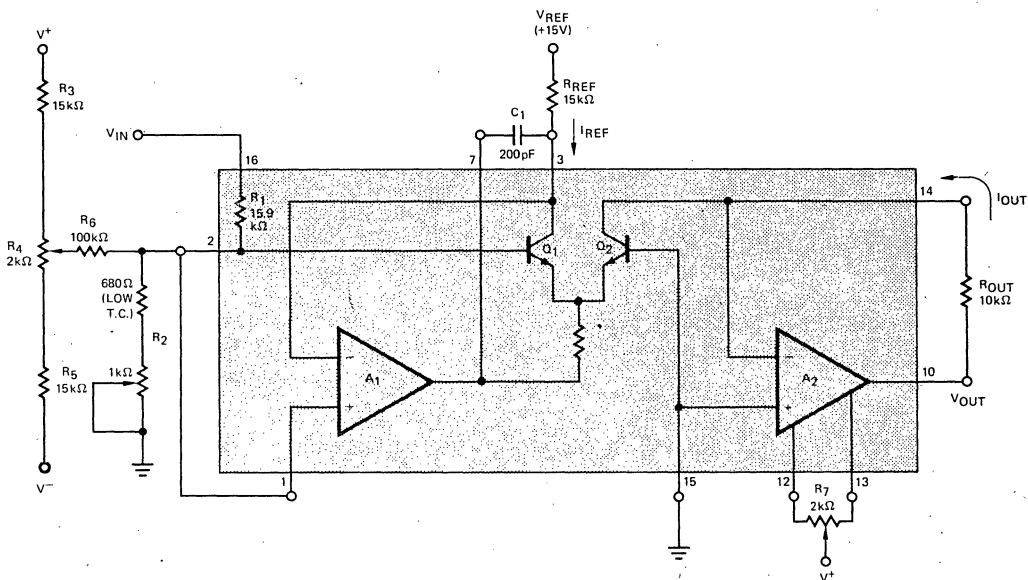 V+
R3
15kΩ
VIN
R4
2kΩ
R6
100kΩ
680Ω
(LOW
T.C.)
R2
1kΩ
R5
15kΩ
V−
VREF
(+15V)
RREF
15kΩ
C1
200pF
IREF
7
3
16
R1
15.9
kΩ
2
Q1
Q2
14
IOUT
ROUT
10kΩ
−
A1
+
−
A2
+
10
VOUT
1
15
12
R7
13
2kΩ
V+